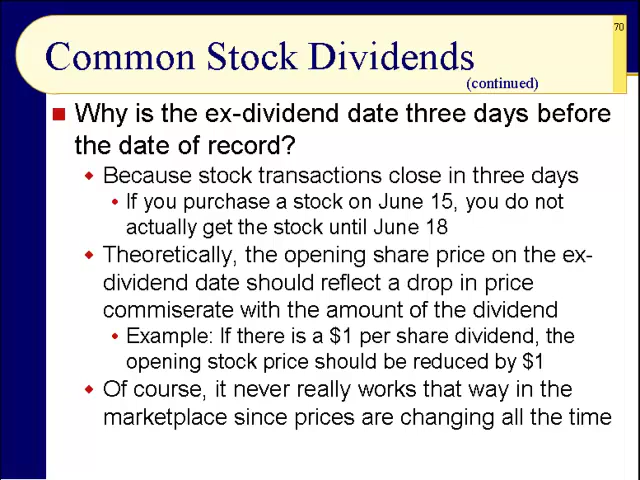 70
Common Stock Dividends
(continued)
Why is the ex-dividend date three days before
the date of record?
Because stock transactions close in three days
If you purchase a stock on June 15, you do not
actually get the stock until June 18
Theoretically, the opening share price on the ex-
dividend date should reflect a drop in price
commiserate with the amount of the dividend
Example: If there is a $1 per share dividend, the
opening stock price should be reduced by $1
Of course, it never really works that way in the
marketplace since prices are changing all the time